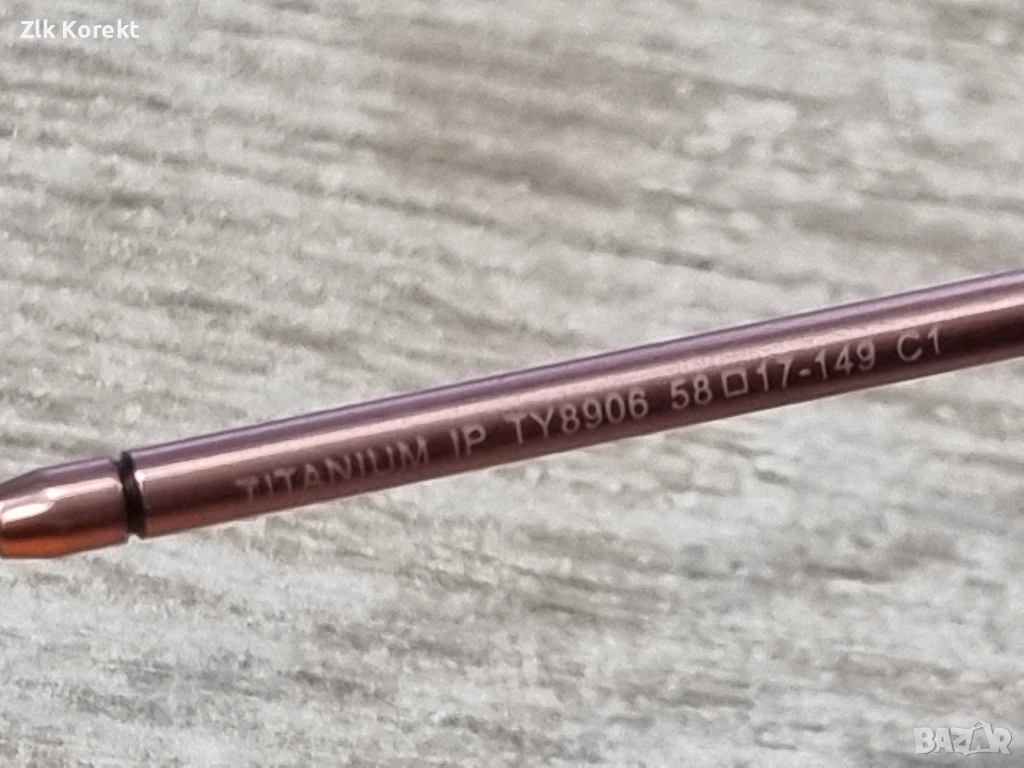 Zlk Korekt
TITANIUM IP TY8906 58□17-149 C1
BAZAR